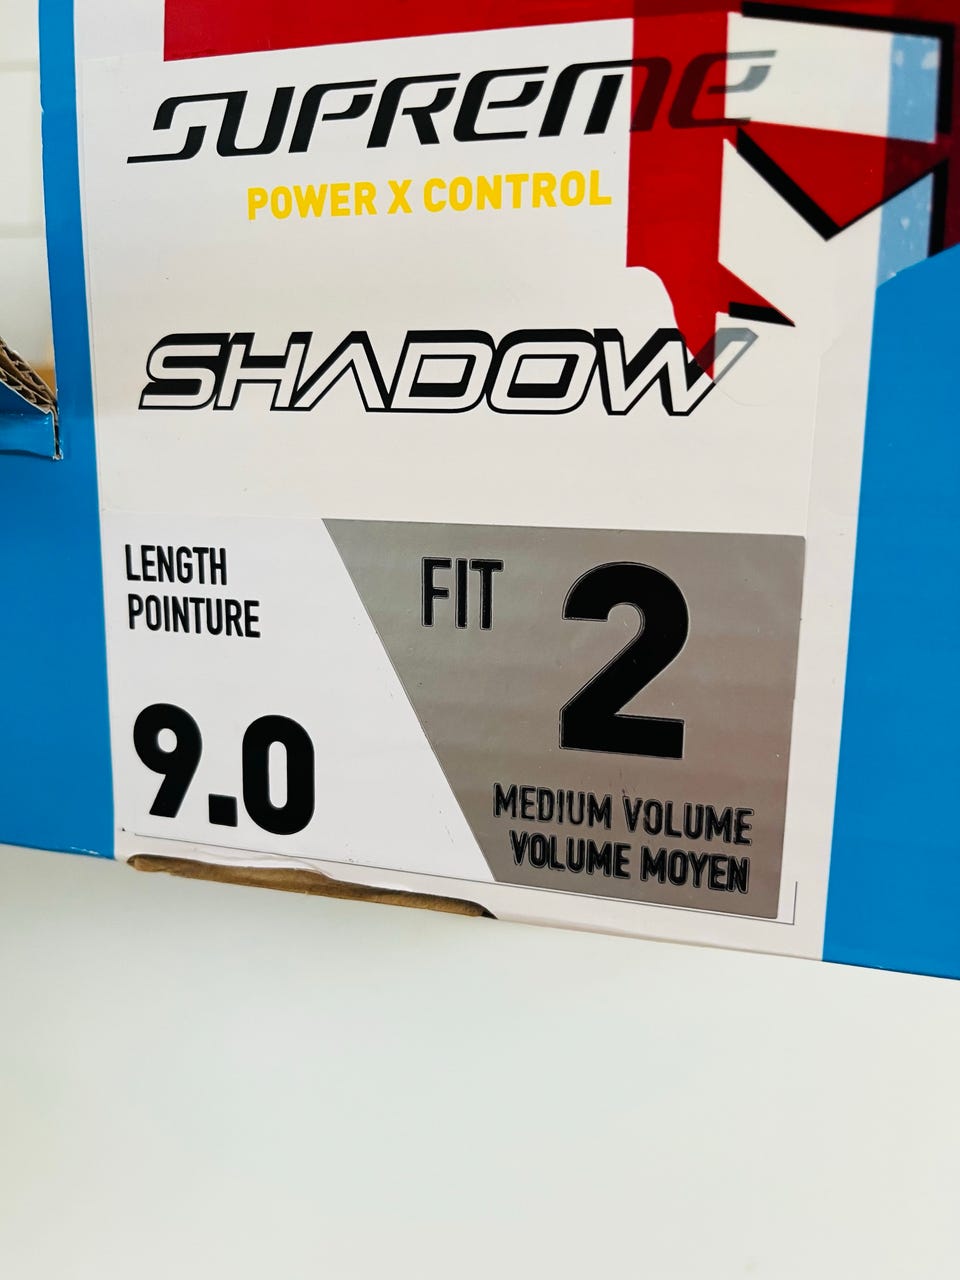 SUPREME
POWER X CONTROL
SHADOW
LENGTH
POINTURE
9.0
FIT 2
MEDIUM VOLUME
VOLUME MOYEN